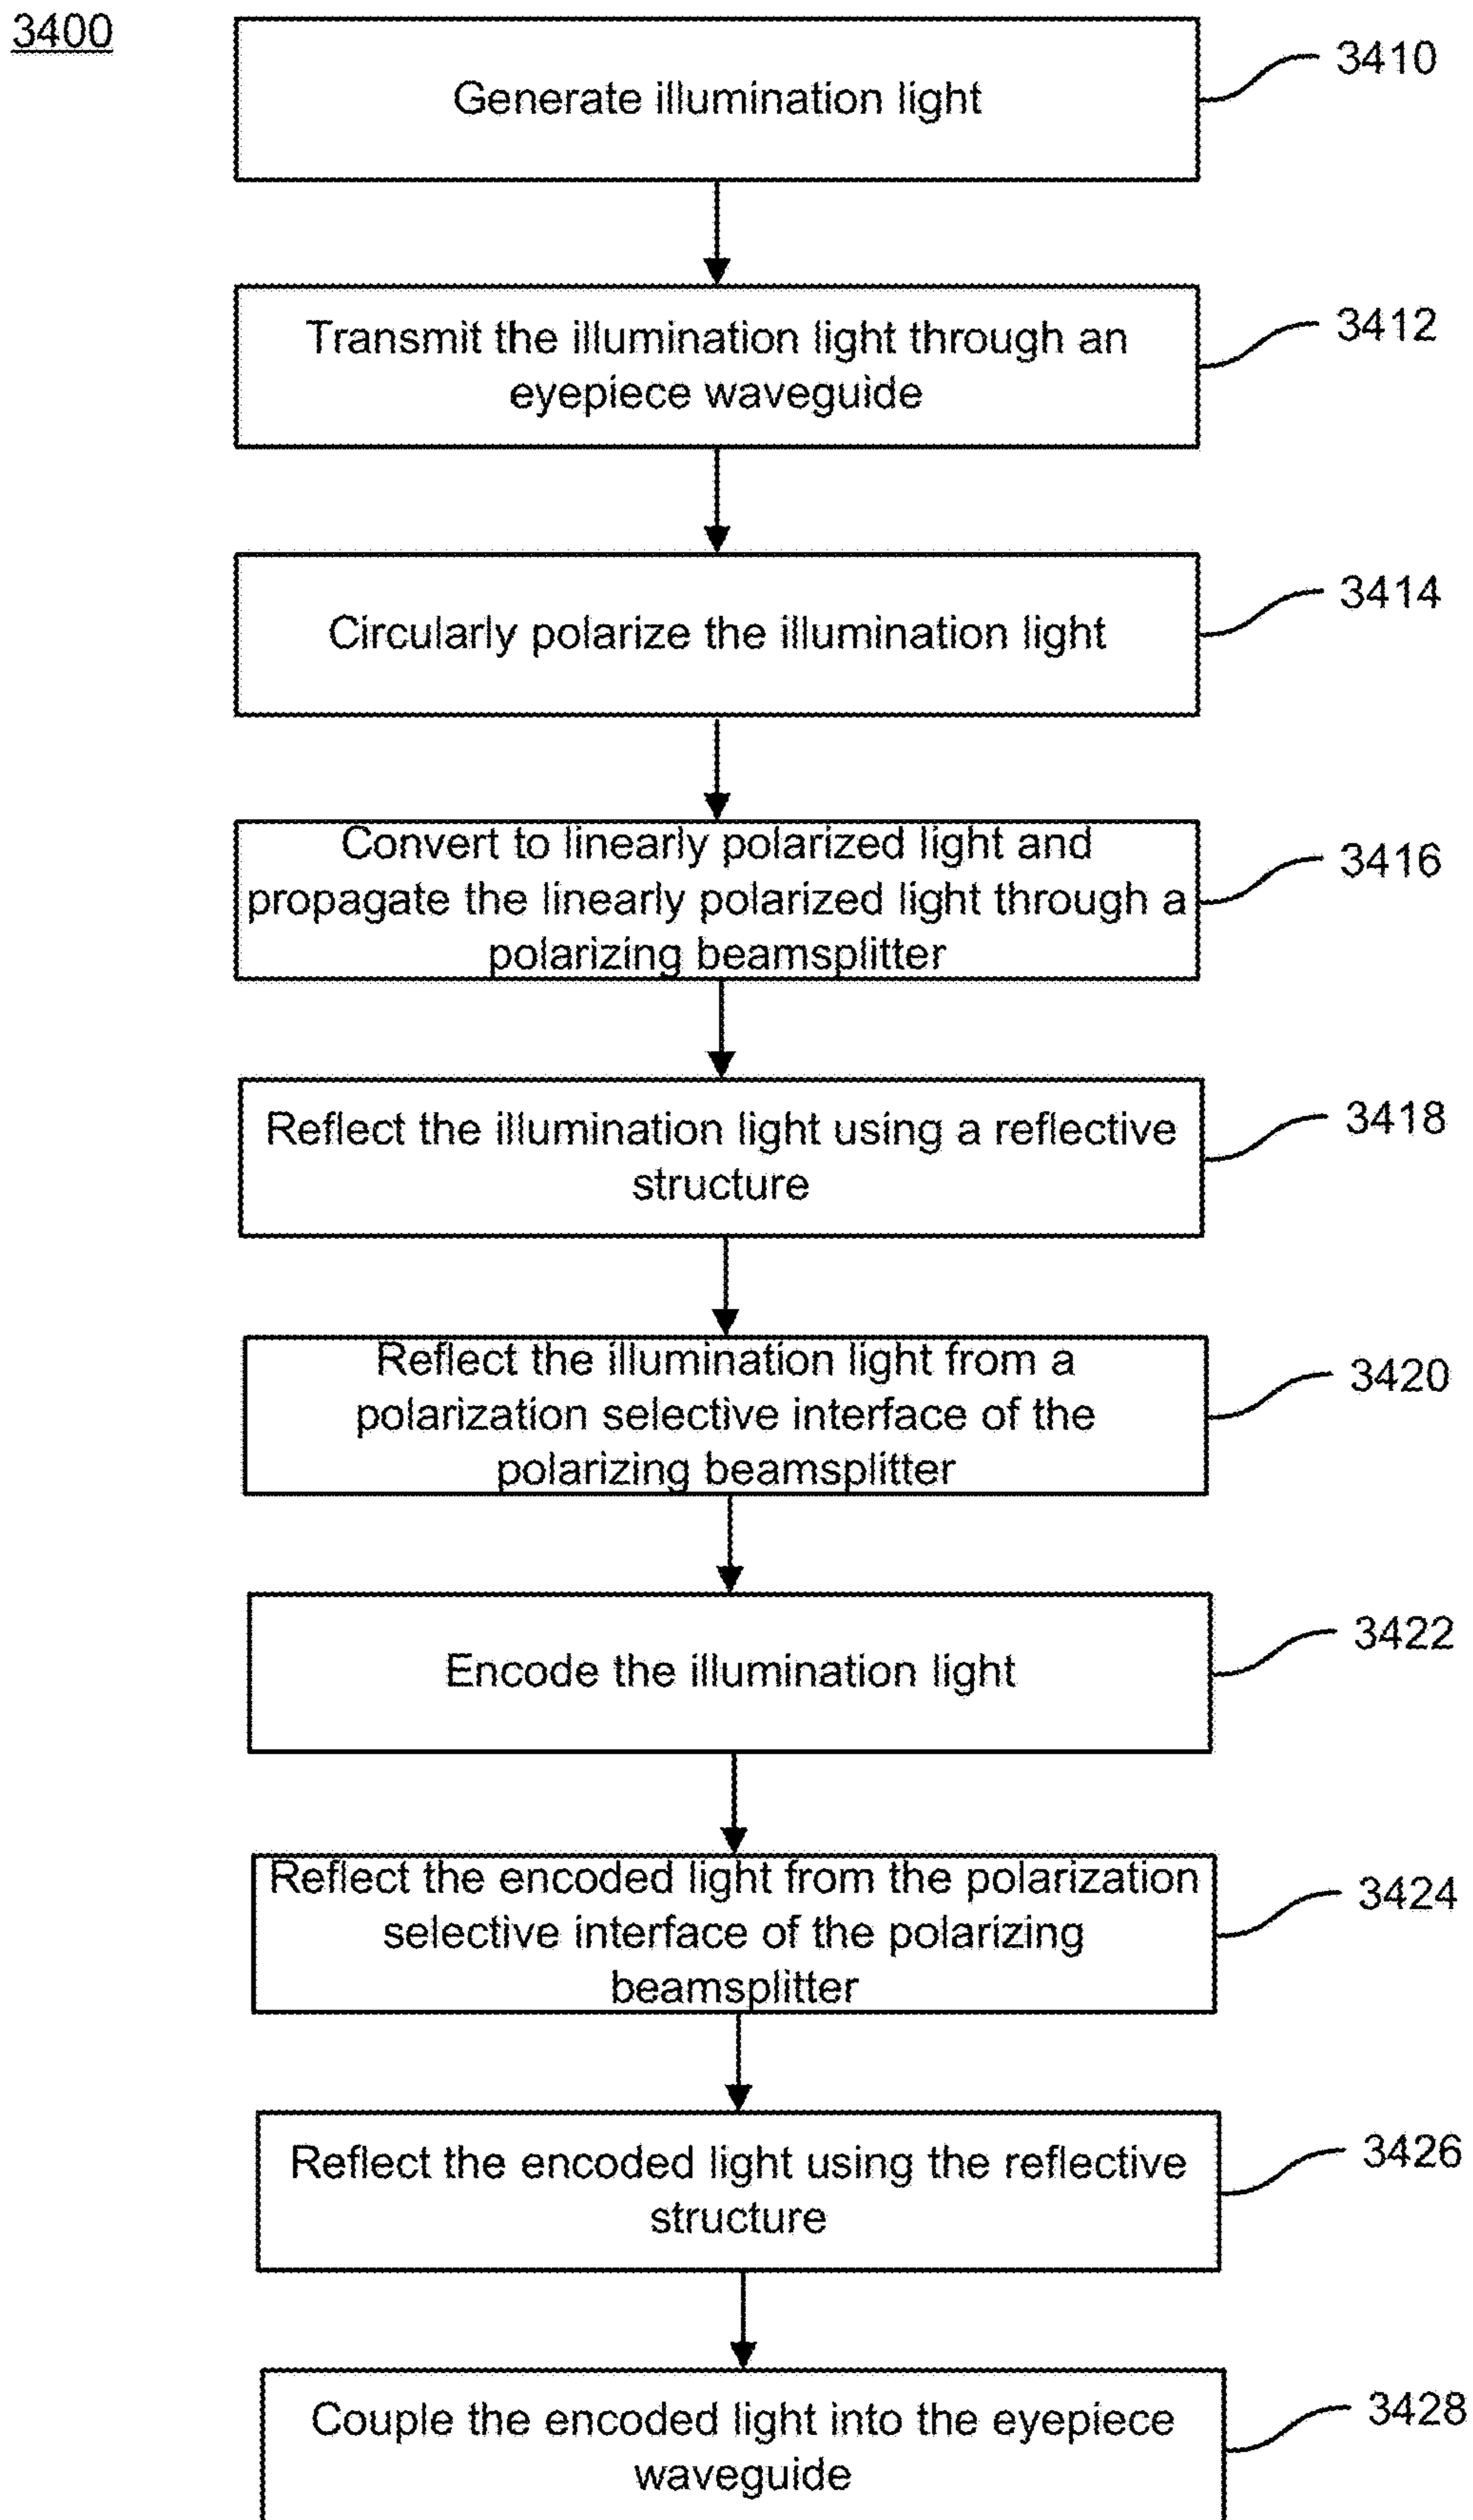 3400
Generate illumination light
3410
Transmit the illumination light through an
eyepiece waveguide
3412
Circularly polarize the illumination light
3414
Convert to linearly polarized light and
propagate the linearly polarized light through a
polarizing beamsplitter
3416
Reflect the illumination light using a reflective
structure
3418
Reflect the illumination light from a
polarization selective interface of the
polarizing beamsplitter
3420
Encode the illumination light
3422
Reflect the encoded light from the polarization
selective interface of the polarizing
beamsplitter
3424
Reflect the encoded light using the reflective
structure
3426
Couple the encoded light into the eyepiece
waveguide
3428